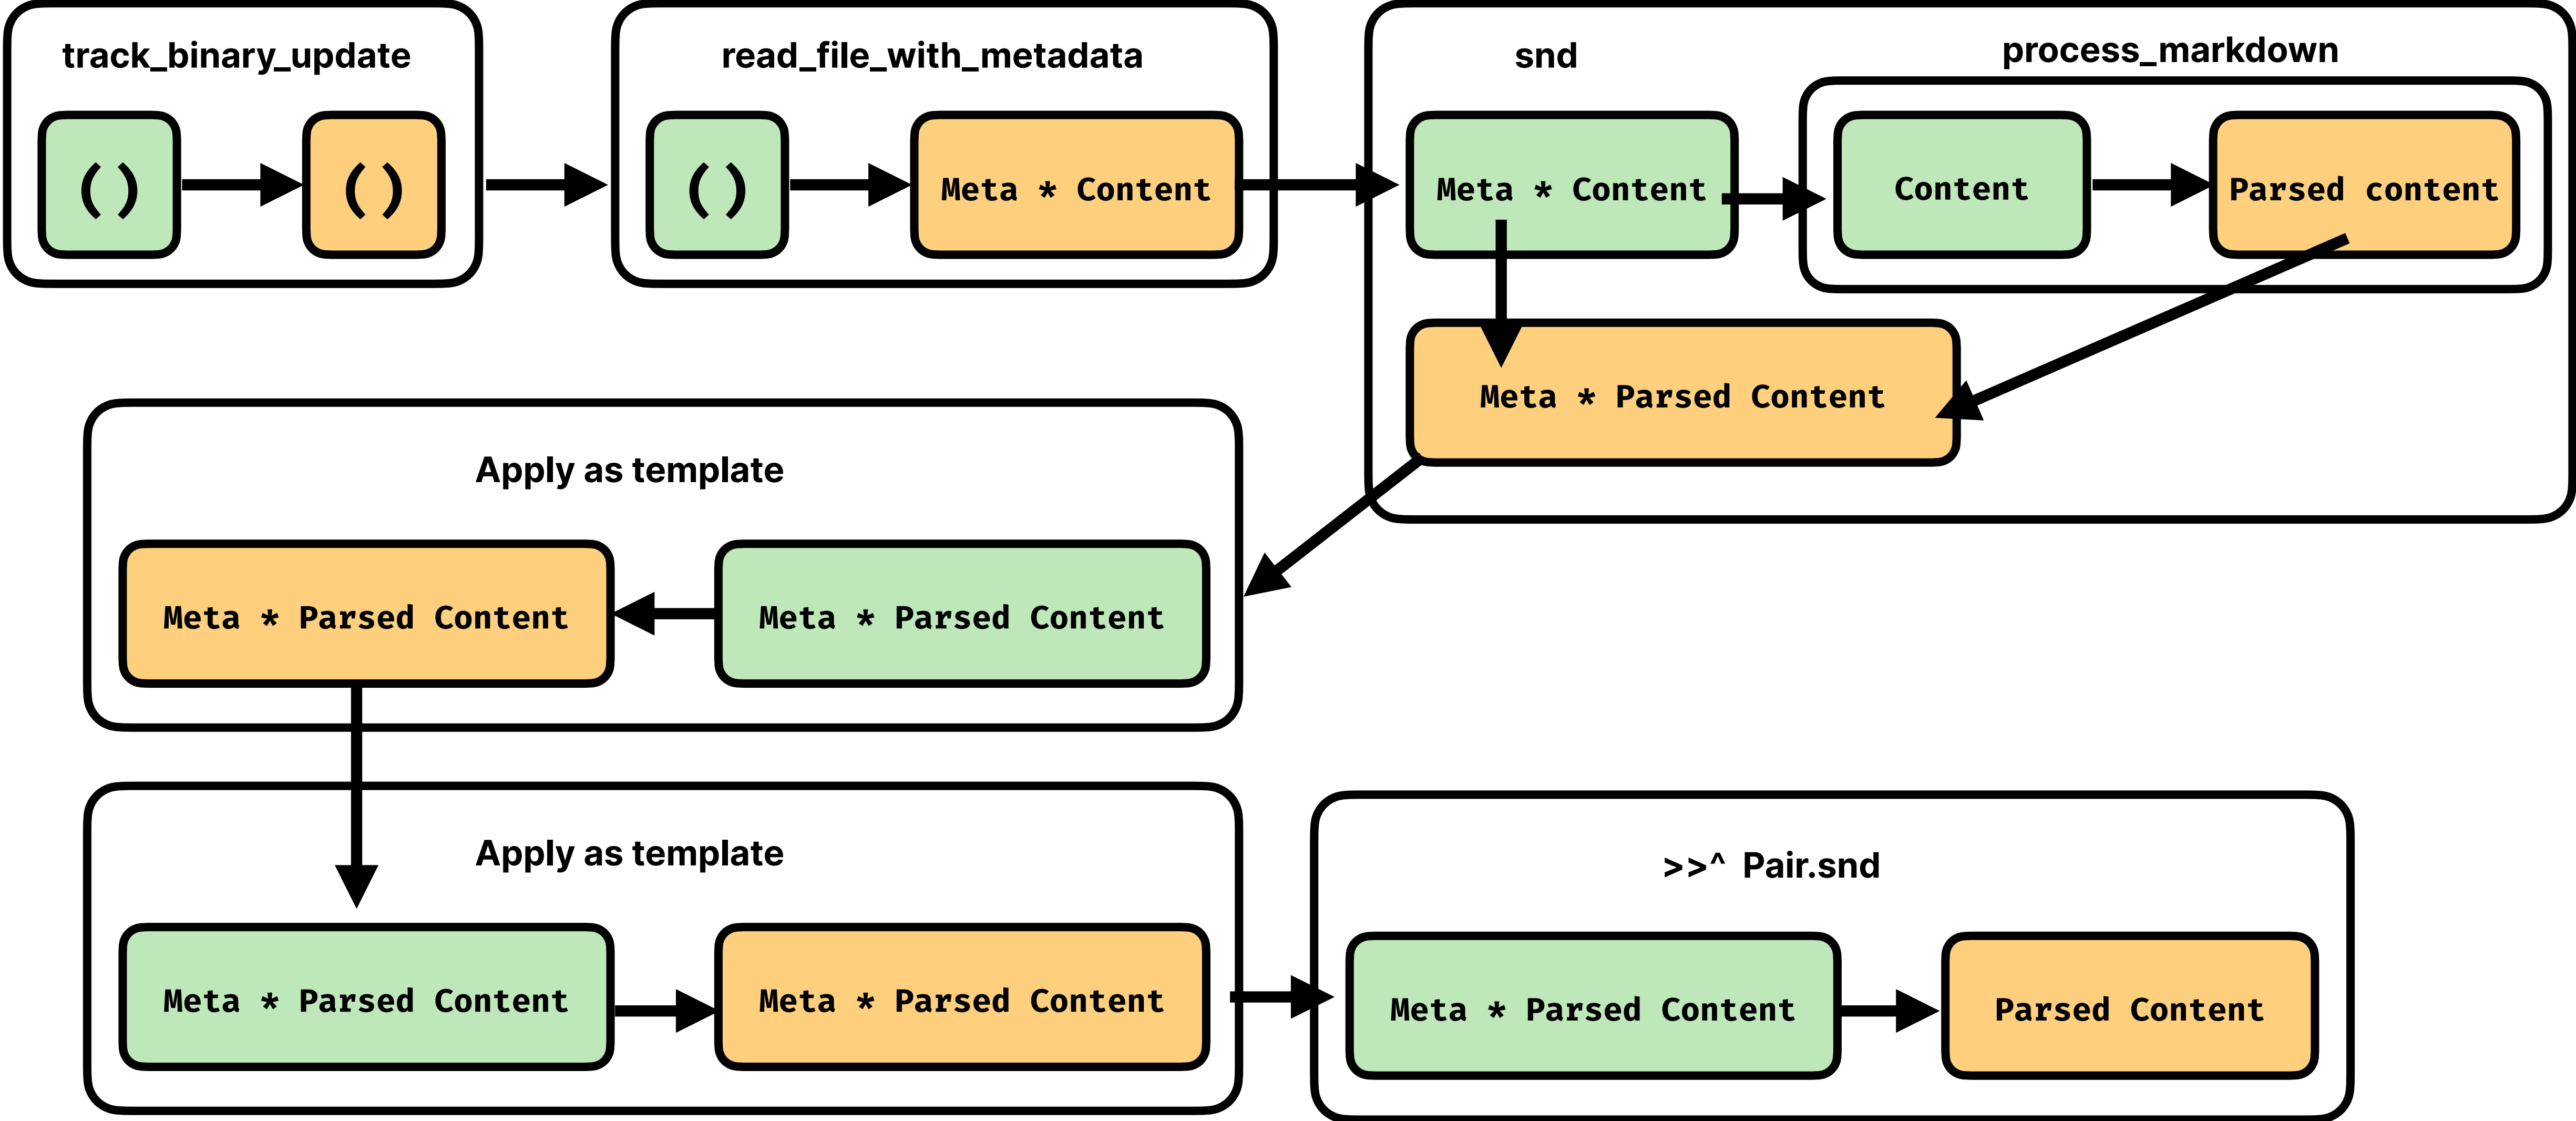 track_binary_update
( )
( )
read_file_with_metadata
( )
Meta * Content
snd
Meta * Content
process_markdown
Content
Parsed content
Meta * Parsed Content
Apply as template
Meta * Parsed Content
Meta * Parsed Content
Apply as template
Meta * Parsed Content
Meta * Parsed Content
>>^ Pair.snd
Meta * Parsed Content
Parsed Content